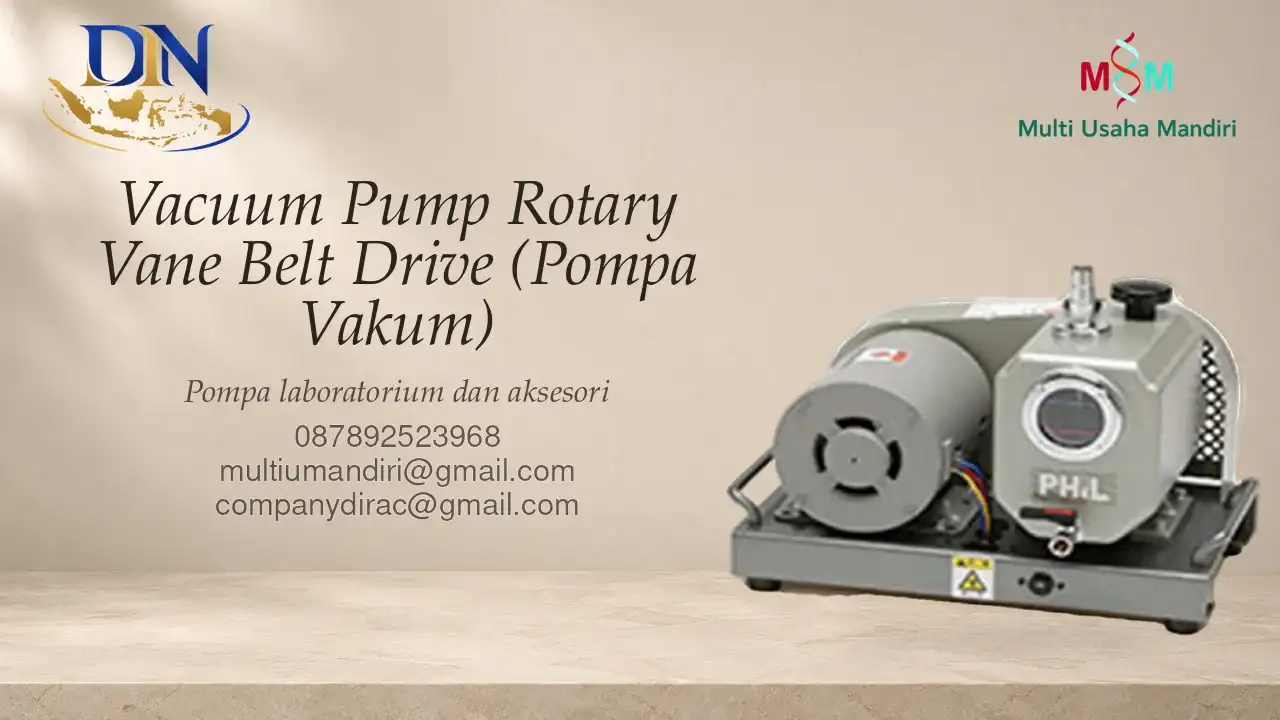 DN
MSM
Multi Usaha Mandiri
Vacuum Pump Rotary
Vane Belt Drive (Pompa
Vakum)
Pompa laboratorium dan aksesori
087892523968
multiumandiri@gmail.com
companydirac@gmail.com
PHIL